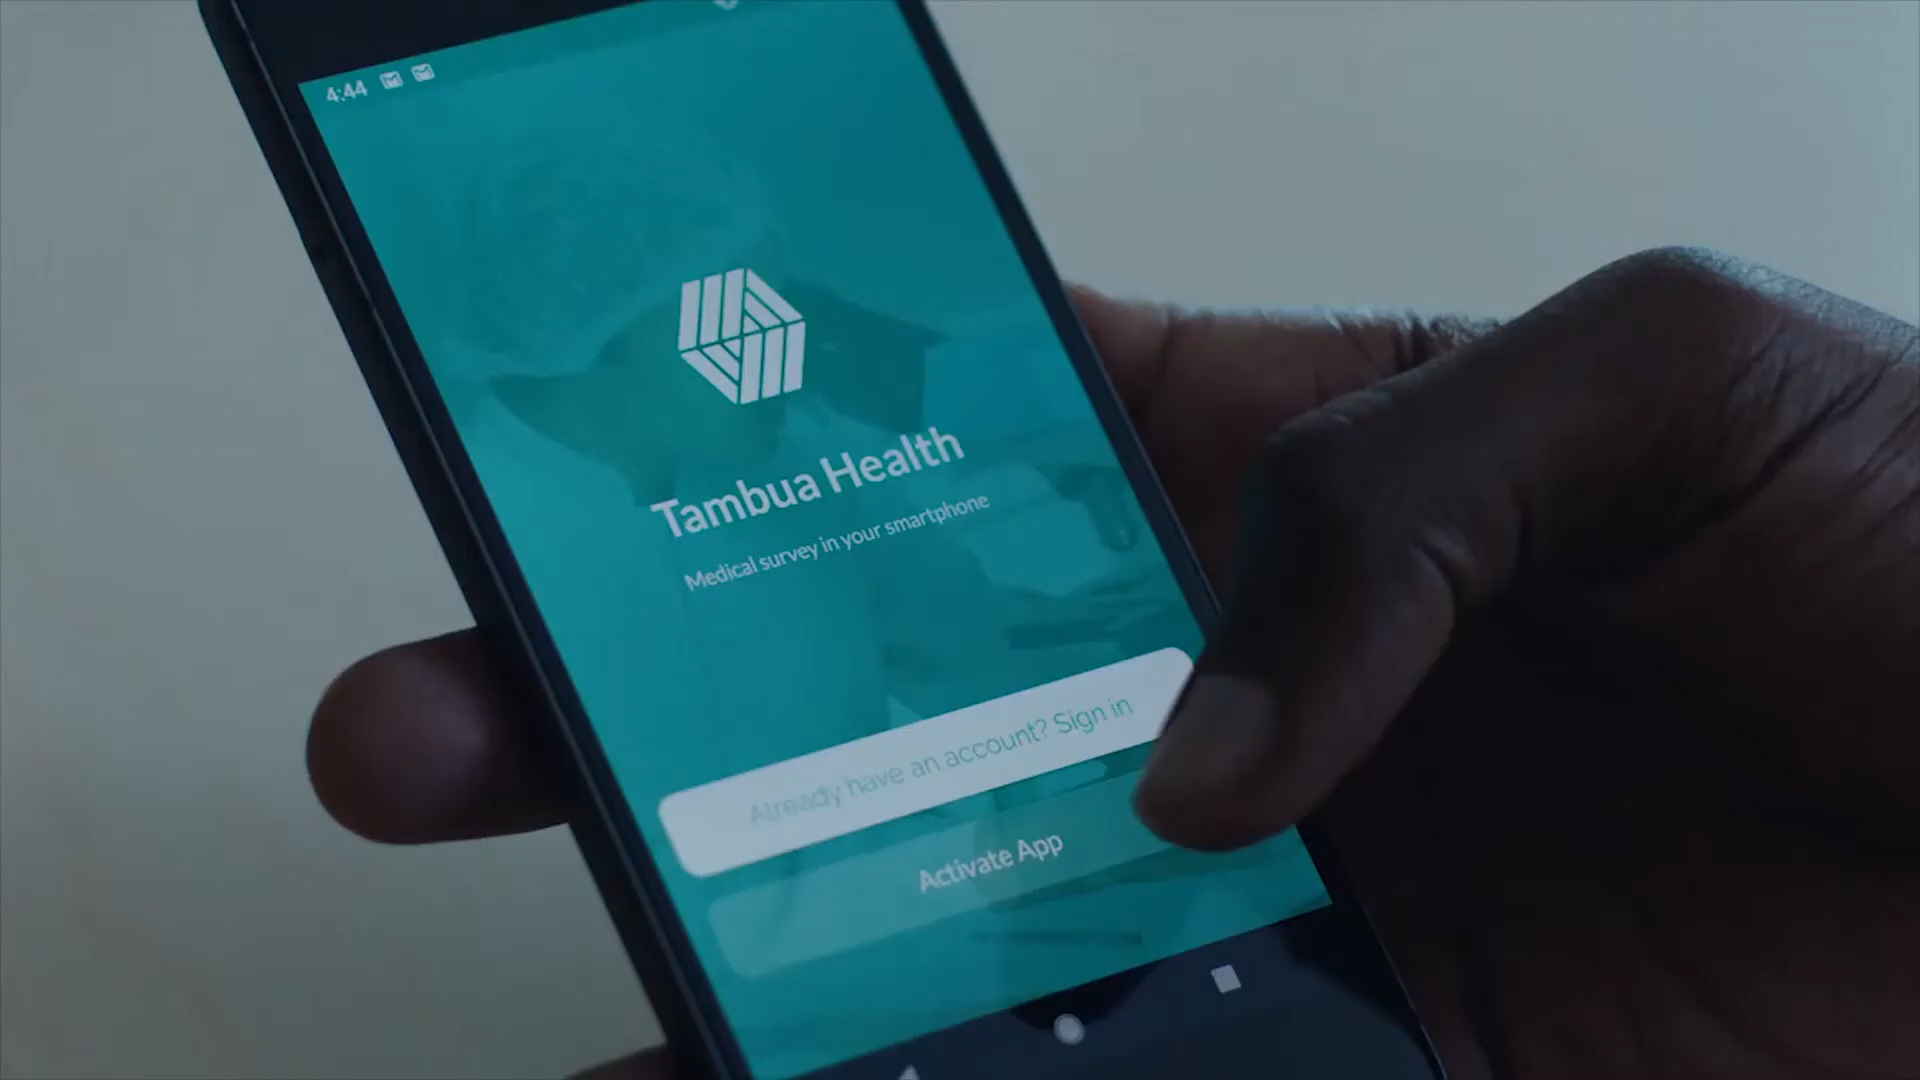 4:44
Tambua Health
Medical survey in your smartphone
Already have an account? Sign in
Activate App